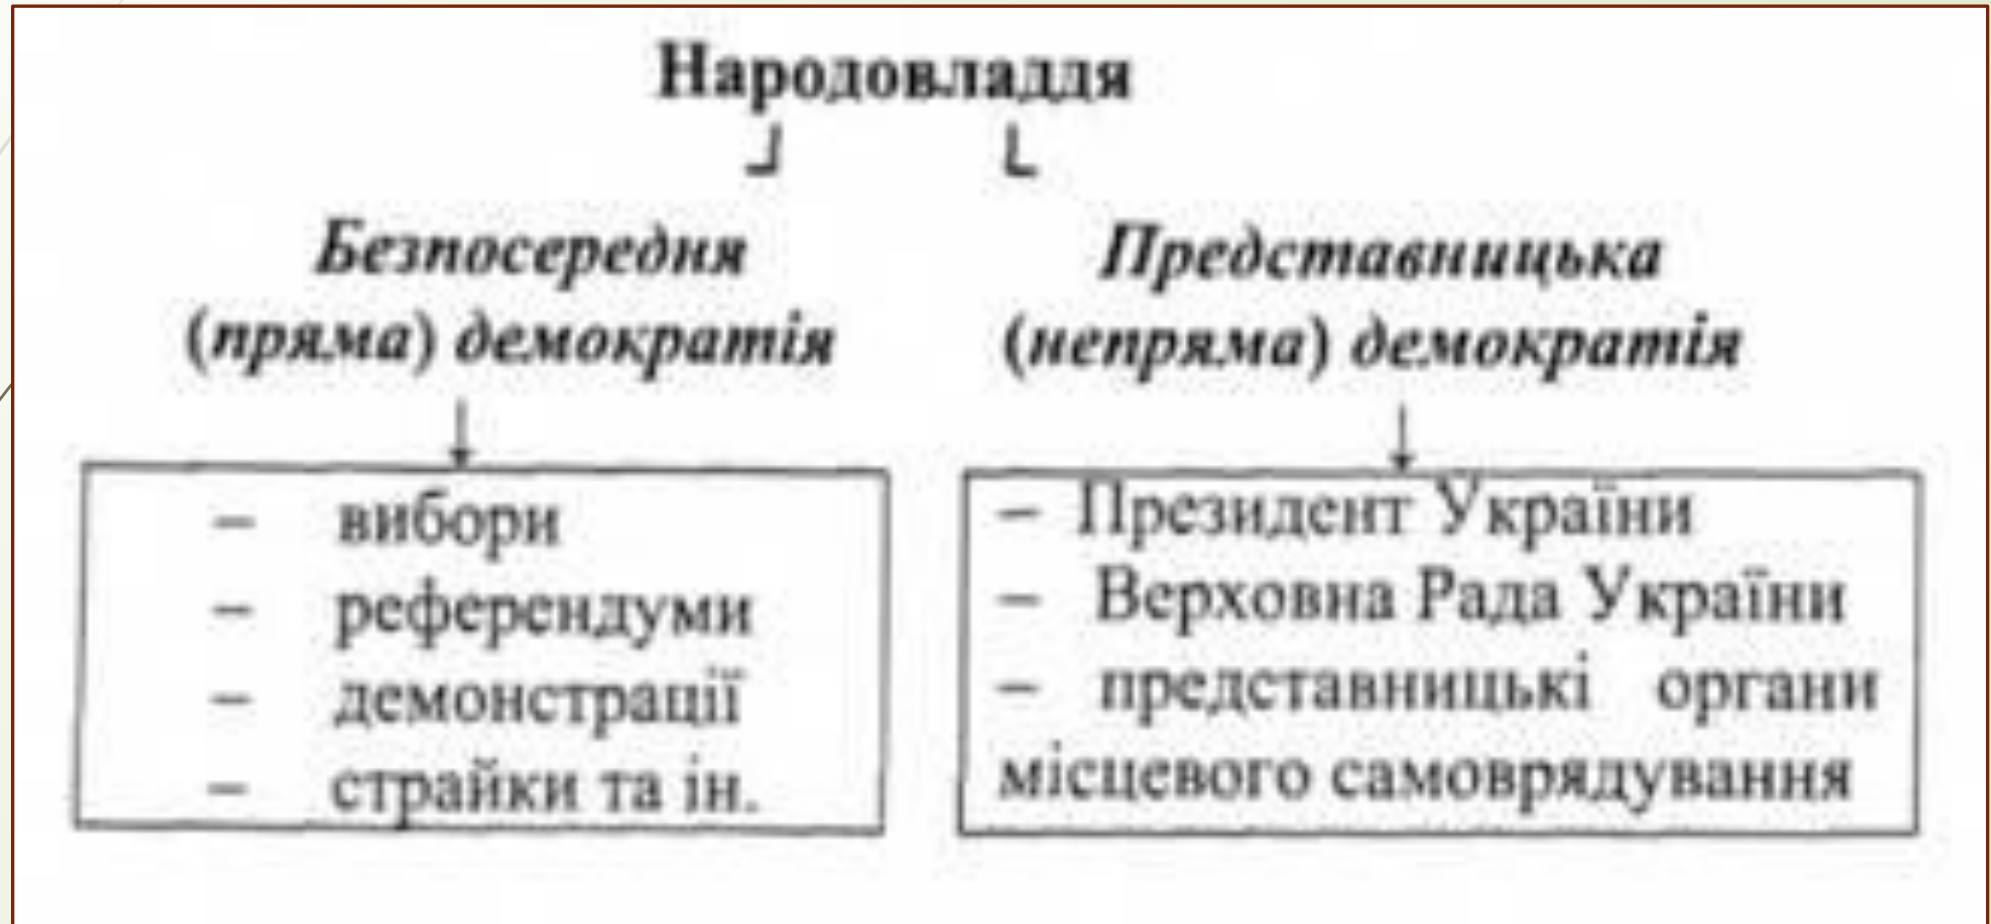 Народовладдя
Безпосередня
(пряма) демократія
Представницька
(непряма) демократія
– вибори
– референдуми
– демонстрації
– страйки та ін.
– Президент України
– Верховна Рада України
– представницькі органи
місцевого самоврядування